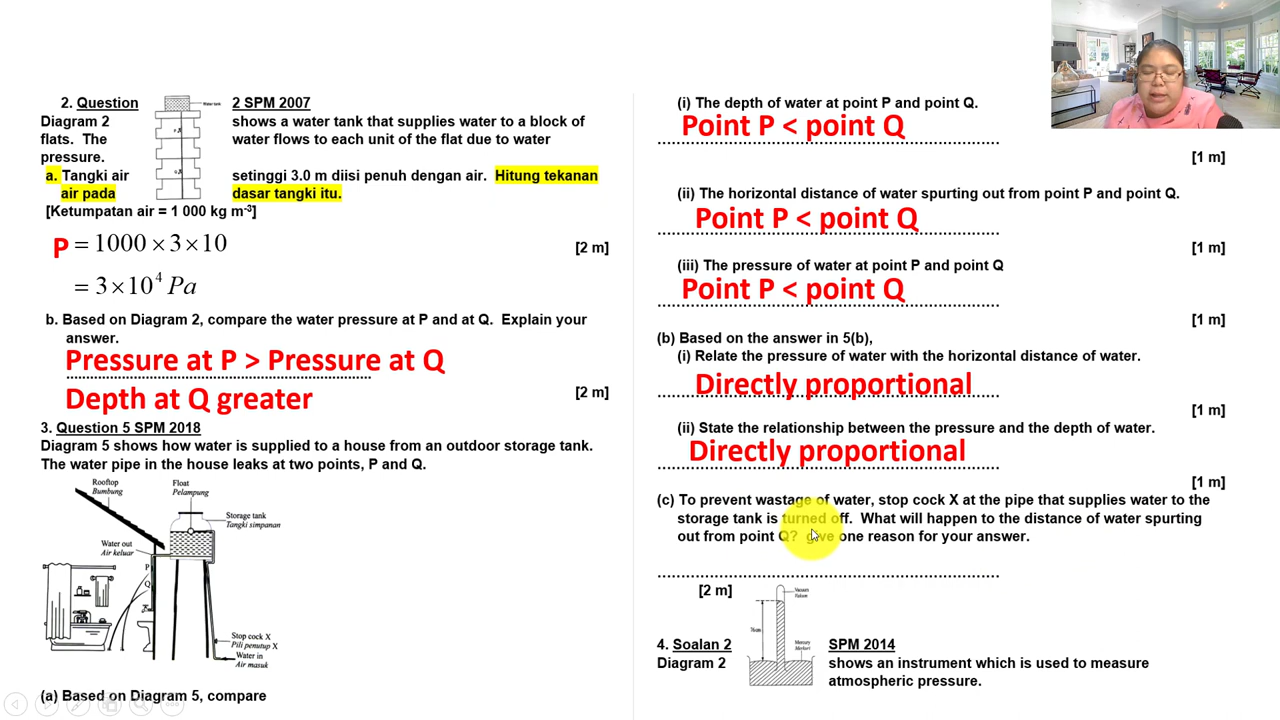 2. Question 2 SPM 2007
Diagram 2 shows a water tank that supplies water to a block of
flats. The water flows to each unit of the flat due to water
pressure.
a. Tangki air setinggi 3.0 m diisi penuh dengan air. Hitung tekanan
air pada dasar tangki itu.
[Ketumpatan air = 1 000 kg m-3]
Water tank
P
Q
P = 1000 × 3 × 10
[2 m]
= 3 × 10⁴ Pa
b. Based on Diagram 2, compare the water pressure at P and at Q. Explain your
answer.
Pressure at P > Pressure at Q
Depth at Q greater
[2 m]
3. Question 5 SPM 2018
Diagram 5 shows how water is supplied to a house from an outdoor storage tank.
The water pipe in the house leaks at two points, P and Q.
Rooftop
Bumbung
Float
Pelampung
Storage tank
Tangki simpanan
Water out
Air keluar
P
Q
Stop cock X
Pili penutup X
Water in
Air masuk
(a) Based on Diagram 5, compare
(i) The depth of water at point P and point Q.
Point P < point Q
[1 m]
(ii) The horizontal distance of water spurting out from point P and point Q.
Point P < point Q
[1 m]
(iii) The pressure of water at point P and point Q
Point P < point Q
[1 m]
(b) Based on the answer in 5(b),
(i) Relate the pressure of water with the horizontal distance of water.
Directly proportional
[1 m]
(ii) State the relationship between the pressure and the depth of water.
Directly proportional
[1 m]
(c) To prevent wastage of water, stop cock X at the pipe that supplies water to the
storage tank is turned off. What will happen to the distance of water spurting
out from point Q? give one reason for your answer.
[2 m]
Vacuum
Vakum
76cm
Mercury
Merkuri
4. Soalan 2 SPM 2014
Diagram 2 shows an instrument which is used to measure
atmospheric pressure.